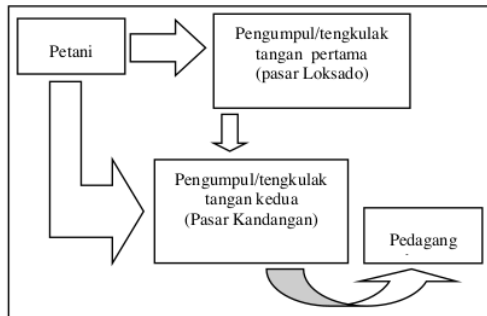 Petani
Pengumpul/tengkulak
tangan pertama
(pasar Loksado)
Pengumpul/tengkulak
tangan kedua
(Pasar Kandangan)
Pedagang